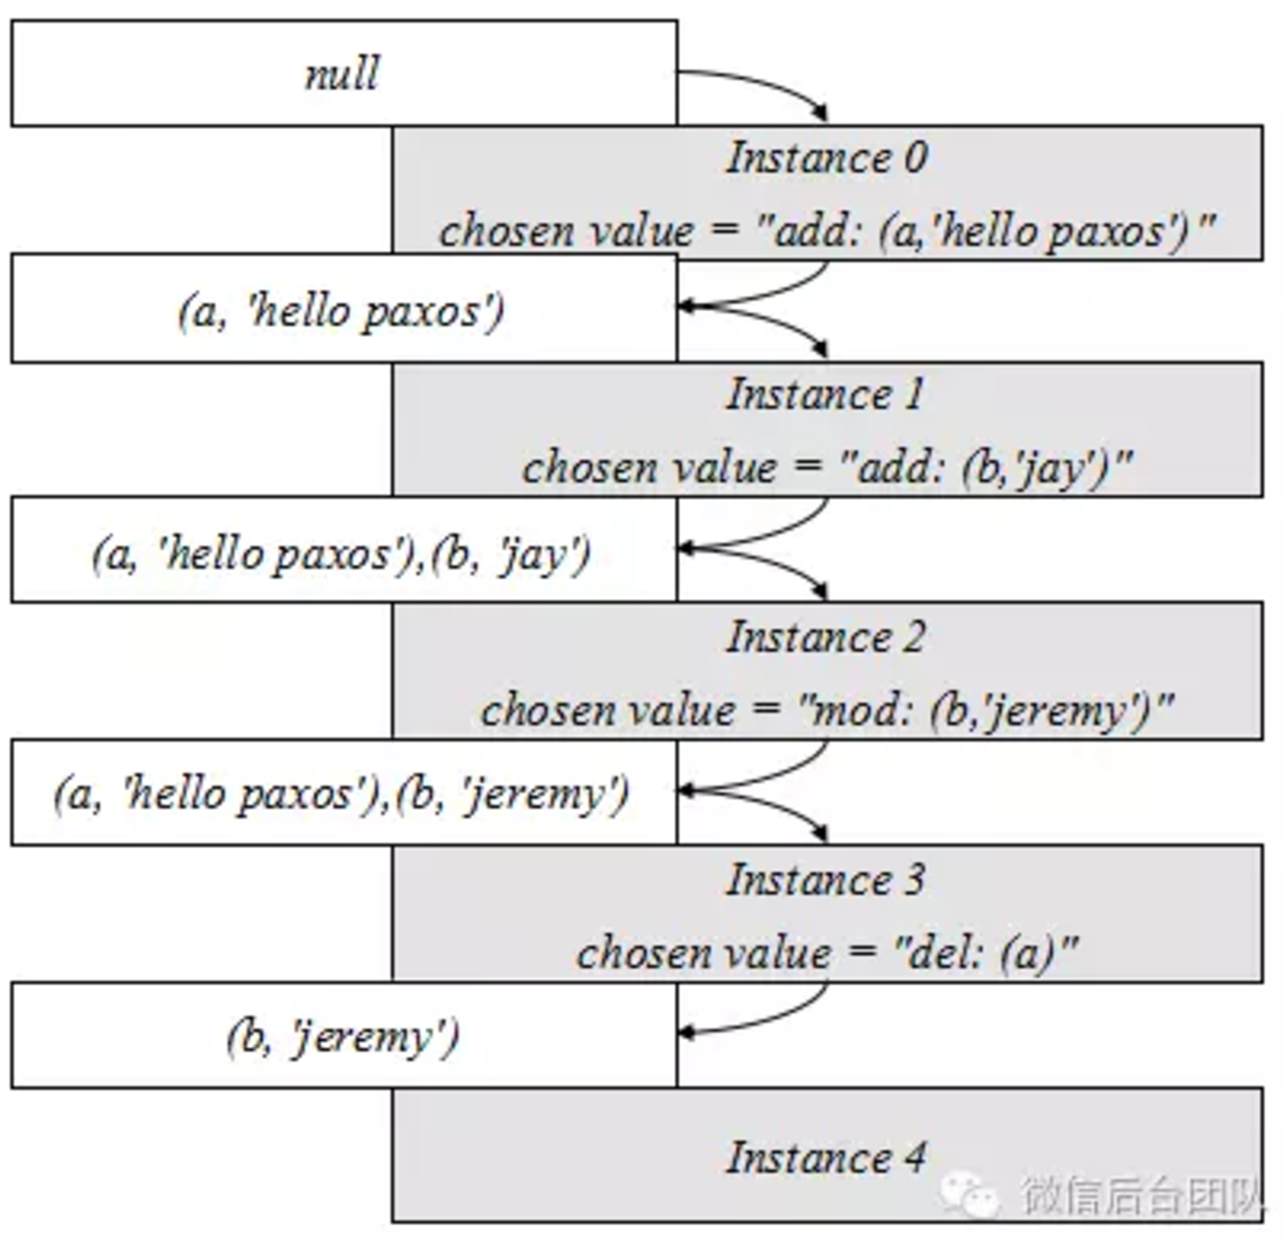 null
Instance 0
chosen value = "add: (a,'hello paxos')"
(a, 'hello paxos')
Instance 1
chosen value = "add: (b,'jay')"
(a, 'hello paxos'),(b, 'jay')
Instance 2
chosen value = "mod: (b,'jeremy')"
(a, 'hello paxos'),(b, 'jeremy')
Instance 3
chosen value = "del: (a)"
(b, 'jeremy')
Instance 4
微信后台团队